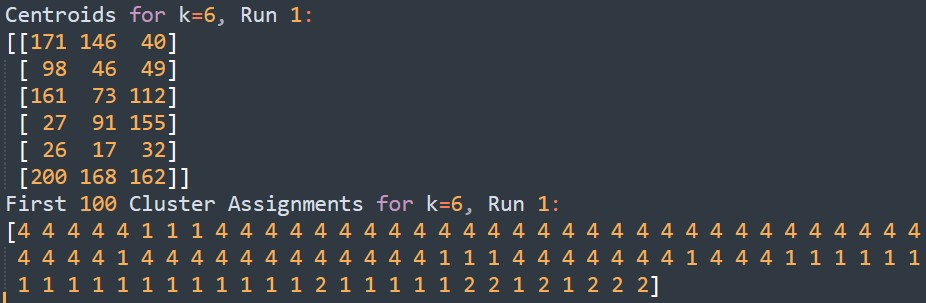 Centroids for k=6, Run 1:
[[171 146 40]
[ 98 46 49]
[161 73 112]
[ 27 91 155]
[ 26 17 32]
[200 168 162]]
First 100 Cluster Assignments for k=6, Run 1:
[4 4 4 4 4 1 1 1 4 4 4 4 4 4 4 4 4 4 4 4 4 4 4 4 4 4 4 4 4 4 4 4 4 4 4 4 4
4 4 4 4 1 4 4 4 4 4 4 4 4 4 4 4 4 1 1 1 4 4 4 4 4 4 4 1 4 4 4 1 1 1 1 1 1
1 1 1 1 1 1 1 1 1 1 1 1 2 1 1 1 1 1 2 2 1 2 1 2 2 2]